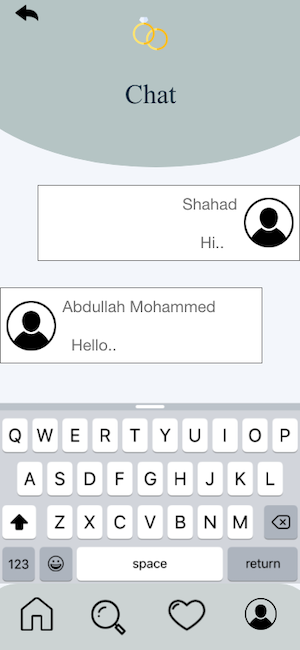 Chat
Shahad
Hi..
Abdullah Mohammed
Hello..
Q W E R T Y U I O P
A S D F G H J K L
Z X C V B N M
123 space return